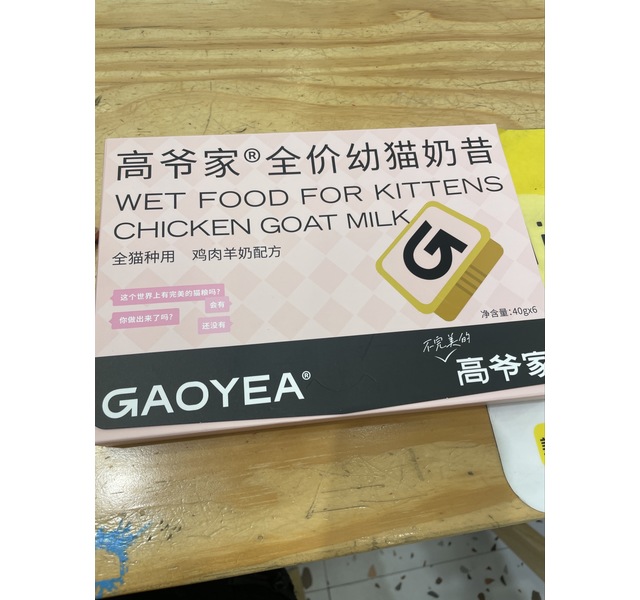 高爷家®全价幼猫奶昔
WET FOOD FOR KITTENS
CHICKEN GOAT MILK
全猫种用 鸡肉羊奶配方
这个世界上有完美的猫粮吗?
会有
你做出来了吗?
还没有
净含量:40g×6
不完美的
高爷家
GAOYEA®